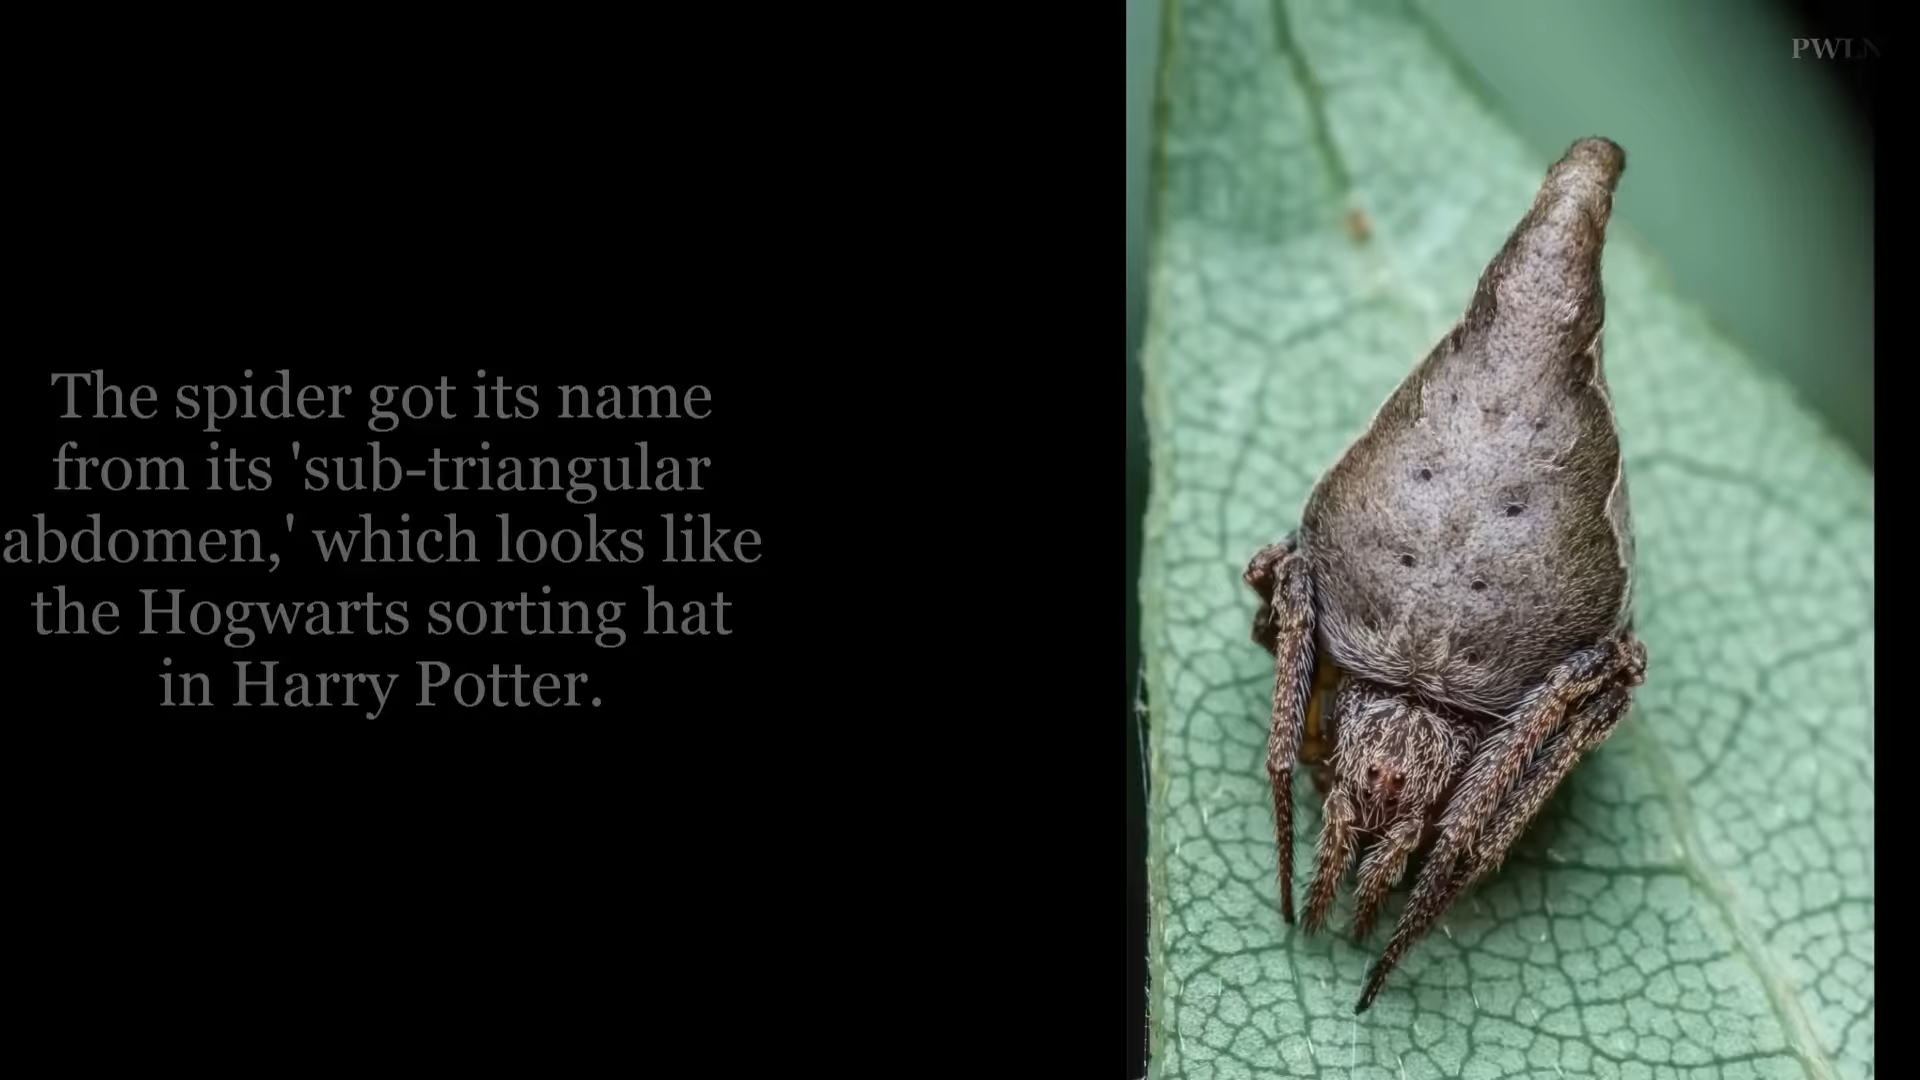 PWLN
The spider got its name
from its 'sub-triangular
abdomen,' which looks like
the Hogwarts sorting hat
in Harry Potter.